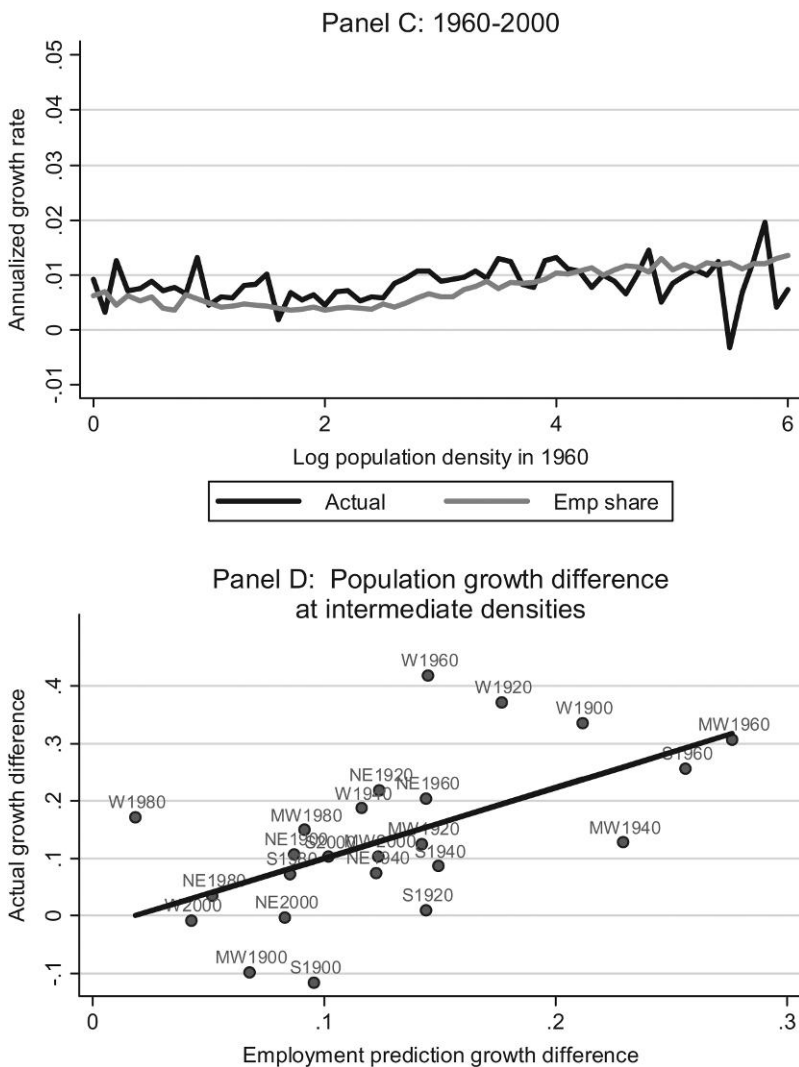 Panel C: 1960-2000
.05
.04
.03
.02
.01
0
-.01
Annualized growth rate
0 2 4 6
Log population density in 1960
Actual Emp share
Panel D: Population growth difference
at intermediate densities
.4
.3
.2
.1
0
-.1
Actual growth difference
W1960
W1920
W1900
MW1960
S1960
NE1920
NE1960
W1940
W1980
MW1980
MW1920
MW1940
NE1900
S2000
MW2000
S1940
S1980
NE1940
NE1980
S1920
W2000
NE2000
MW1900
S1900
0 .1 .2 .3
Employment prediction growth difference